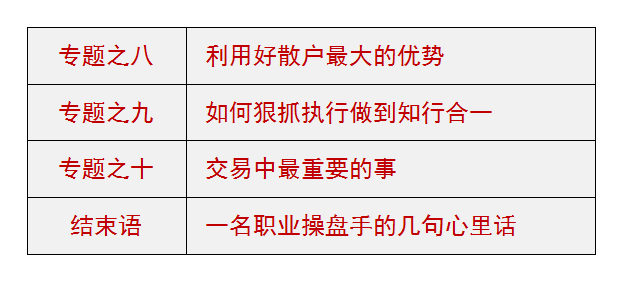 专题之八 利用好散户最大的优势
专题之九 如何狠抓执行做到知行合一
专题之十 交易中最重要的事
结束语 一名职业操盘手的几句心里话